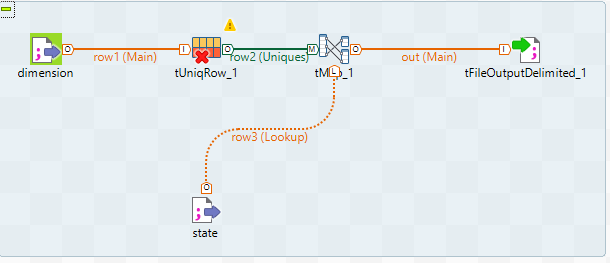 dimension
row1 (Main)
tUniqRow_1
row2 (Uniques)
out (Main)
tFileOutputDelimited_1
row3 (Lookup)
state
O
I
O
M
O
I
L
O